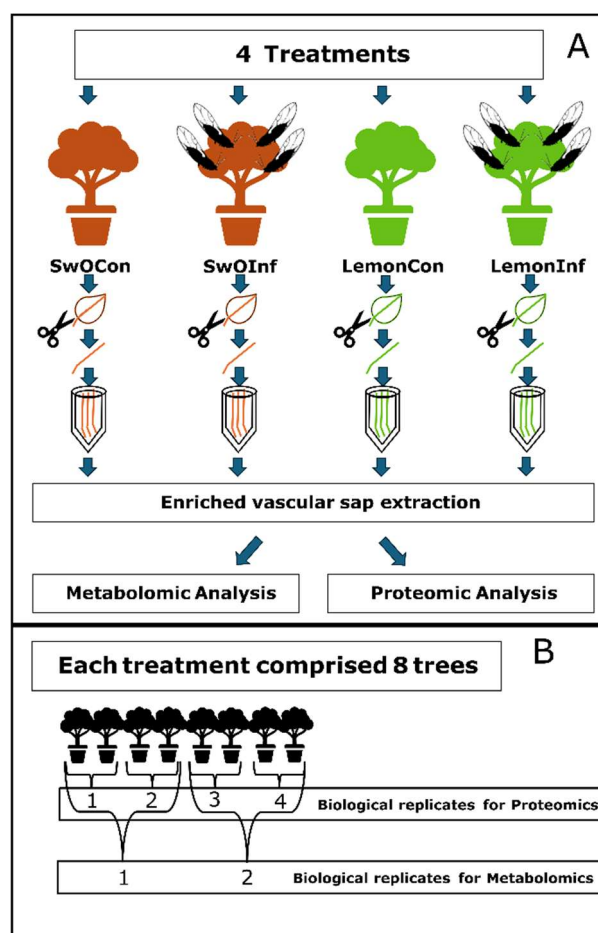 A
4 Treatments
SwOCon SwOInf LemonCon LemonInf
Enriched vascular sap extraction
Metabolomic Analysis Proteomic Analysis
B
Each treatment comprised 8 trees
1 2 3 4 Biological replicates for Proteomics
1 2 Biological replicates for Metabolomics